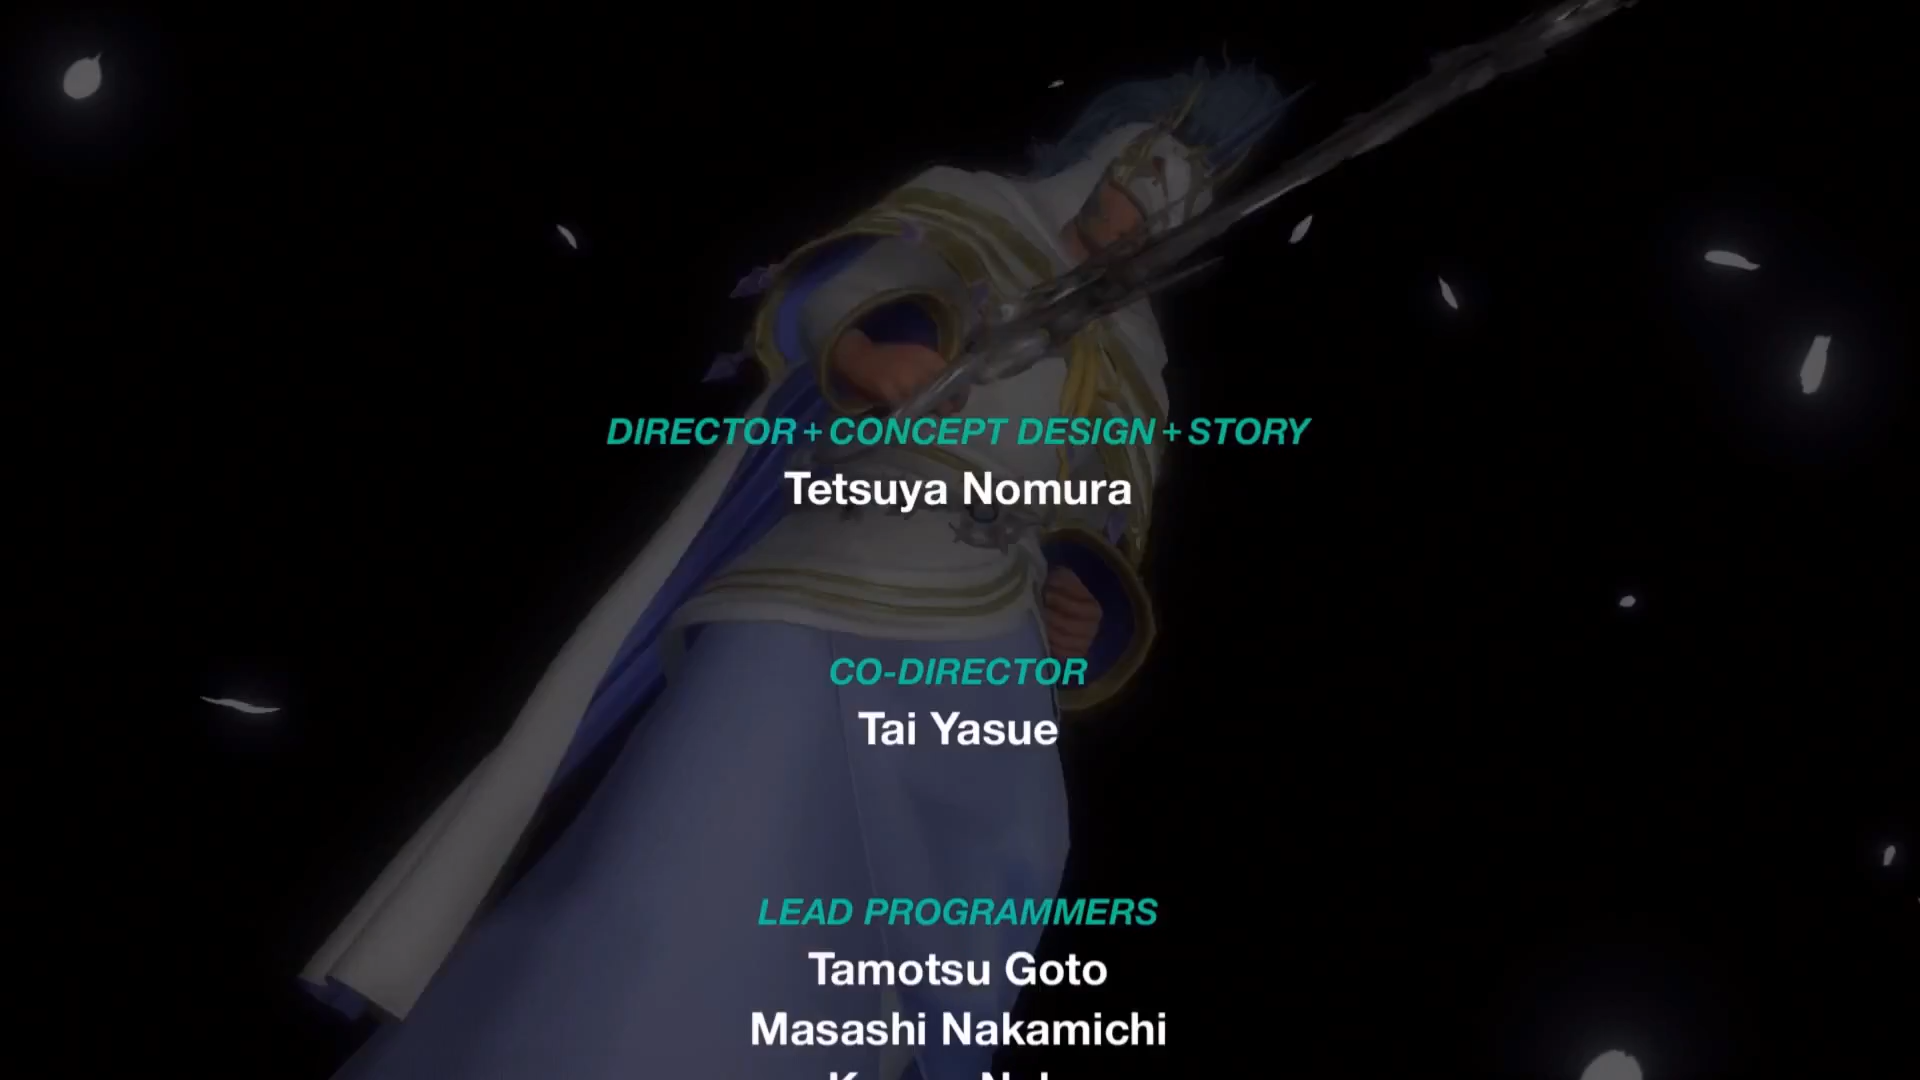 DIRECTOR + CONCEPT DESIGN + STORY
Tetsuya Nomura
CO-DIRECTOR
Tai Yasue
LEAD PROGRAMMERS
Tamotsu Goto
Masashi Nakamichi